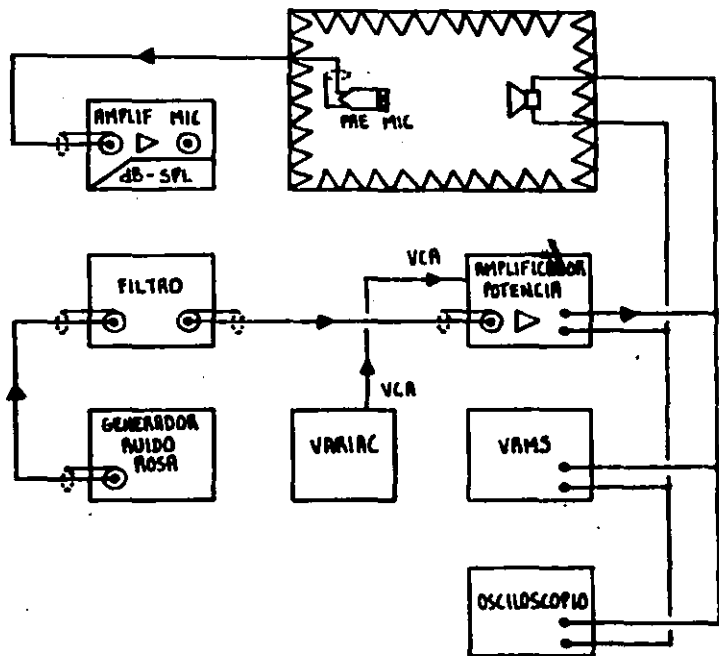 AMPLIF MIC
dB-SPL
PRE MIC
FILTRO
VCA
AMPLIFICADOR
POTENCIA
GENERADOR
RUIDO
ROSA
VCA
VARIAC
VRMS
OSCILOSCOPIO